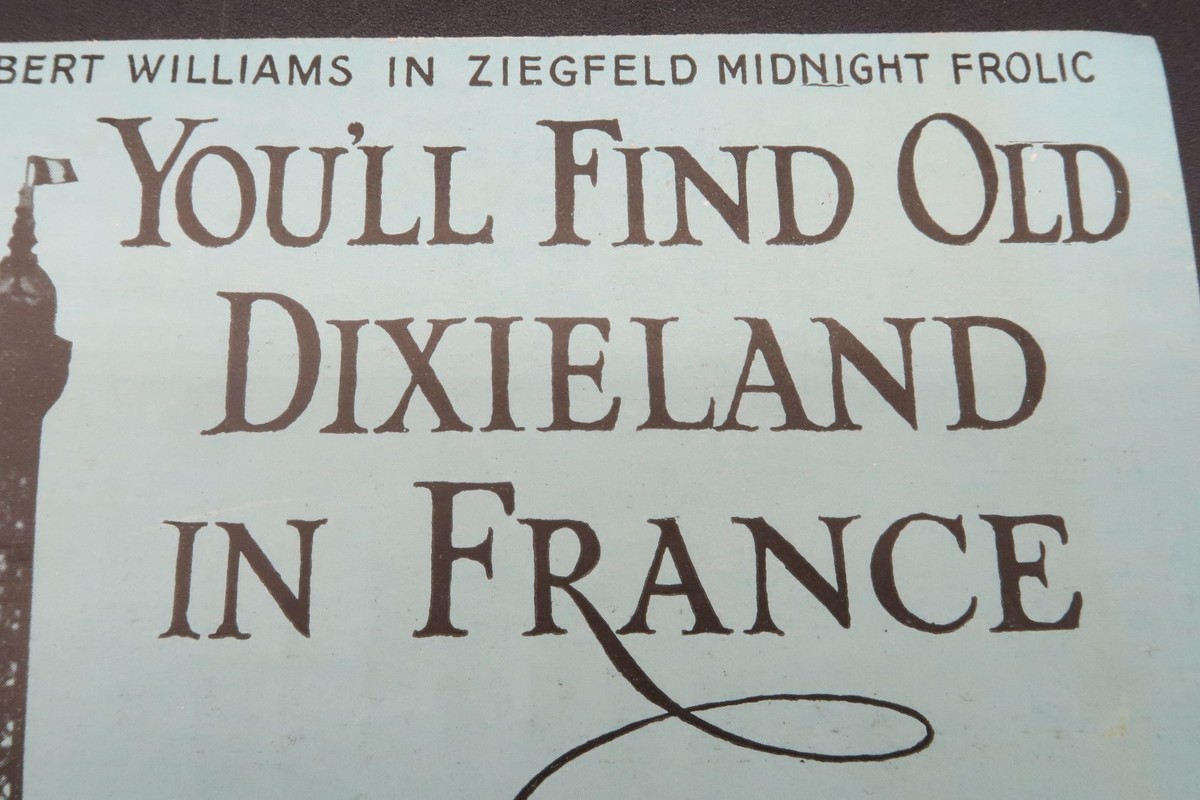 BERT WILLIAMS IN ZIEGFELD MIDNIGHT FROLIC
YOU'LL FIND OLD
DIXIELAND
IN FRANCE